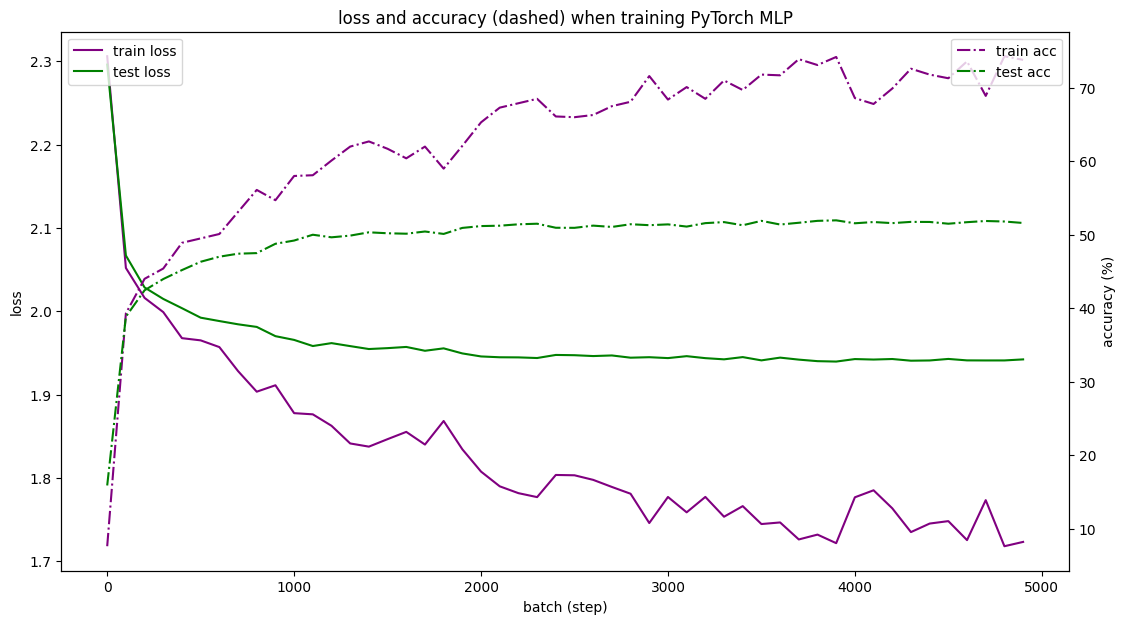 loss and accuracy (dashed) when training PyTorch MLP
train loss
test loss
train acc
test acc
2.3
2.2
2.1
2.0
1.9
1.8
1.7
loss
70
60
50
40
30
20
10
accuracy (%)
0 1000 2000 3000 4000 5000
batch (step)